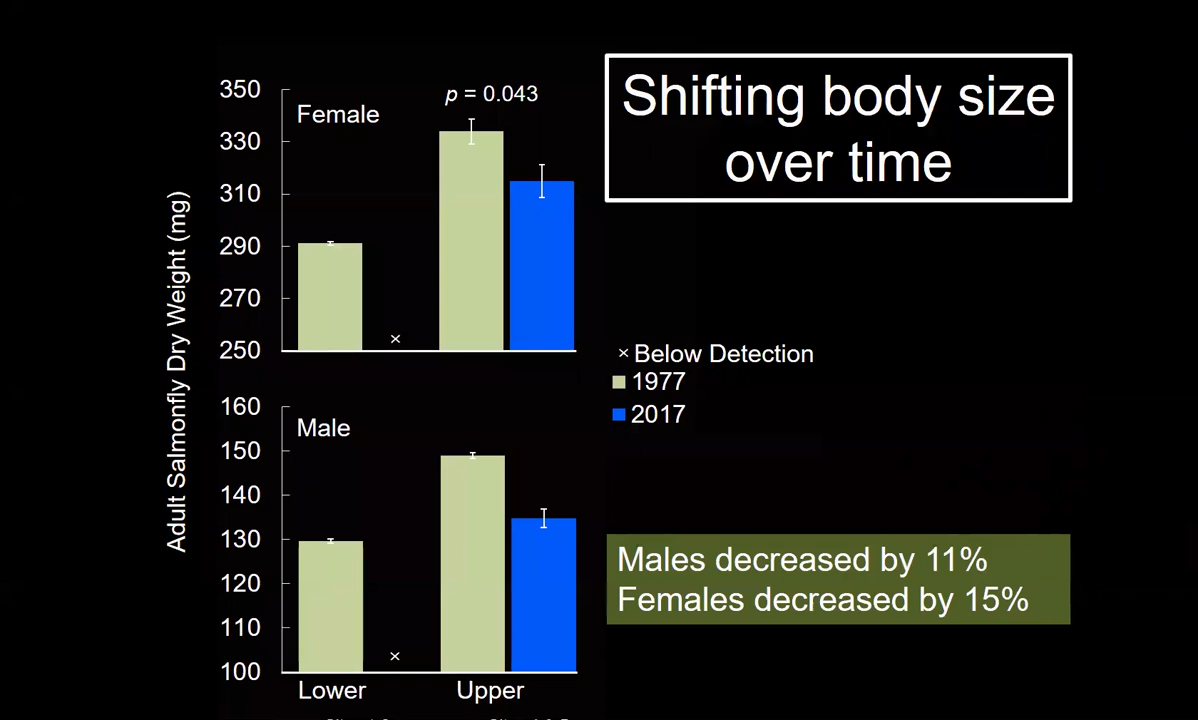 Shifting body size
over time
350
330
310
290
270
250
Female
p = 0.043
×
Adult Salmonfly Dry Weight (mg)
160
150
140
130
120
110
100
Male
×
Lower
Upper
× Below Detection
1977
2017
Males decreased by 11%
Females decreased by 15%